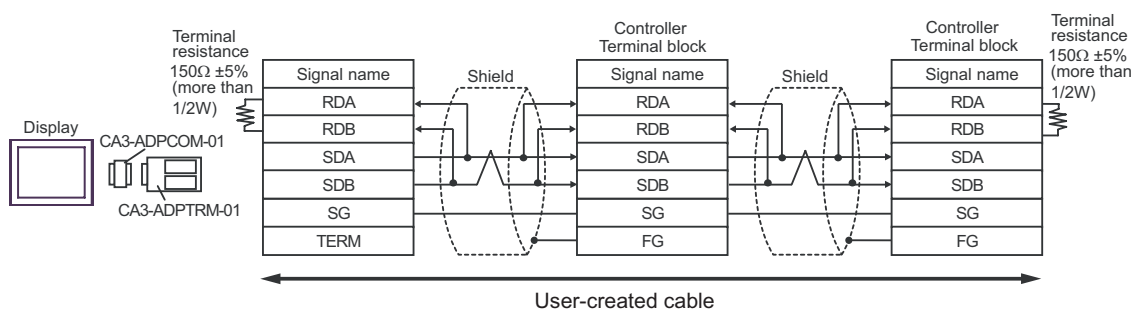 Terminal
resistance
150Ω ±5%
(more than
1/2W)
Display
CA3-ADPCOM-01
CA3-ADPTRM-01
Signal name
RDA
RDB
SDA
SDB
SG
TERM
Shield
Controller
Terminal block
Signal name
RDA
RDB
SDA
SDB
SG
FG
Shield
Controller
Terminal block
Signal name
RDA
RDB
SDA
SDB
SG
FG
Terminal
resistance
150Ω ±5%
(more than
1/2W)
User-created cable